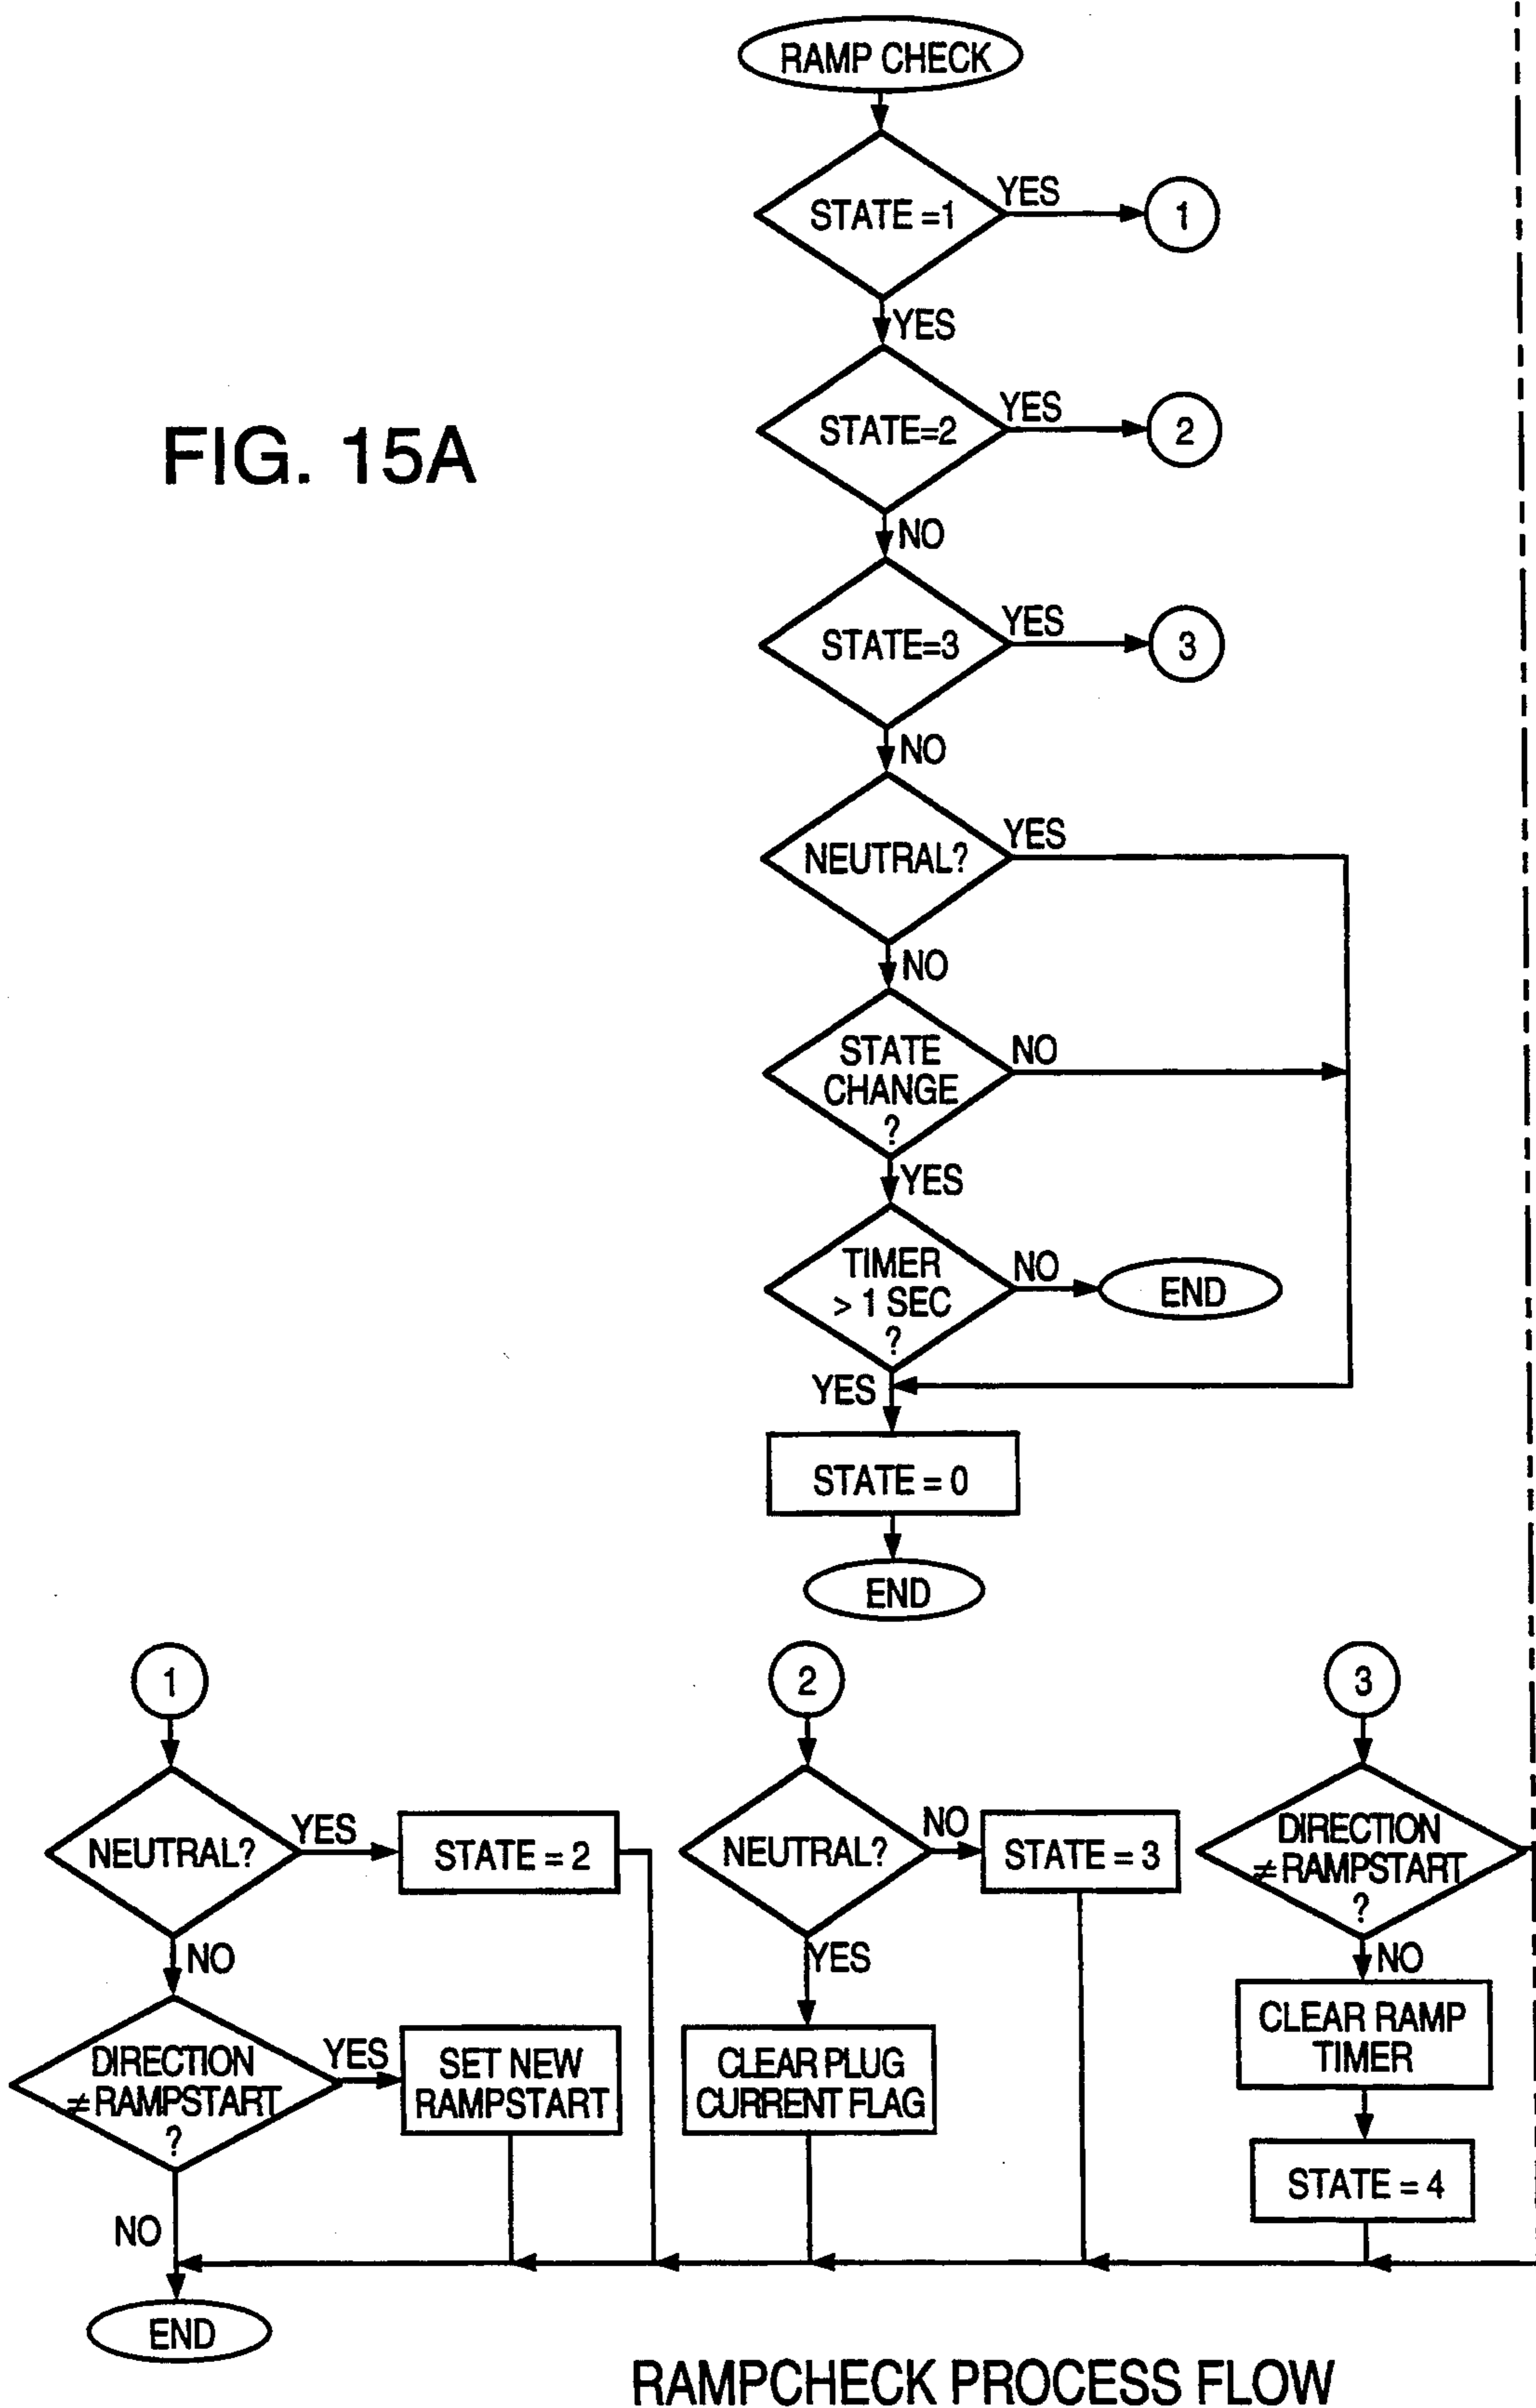 RAMP CHECK
STATE =1
YES
1
YES
STATE=2
YES
2
NO
FIG. 15A
STATE=3
YES
3
NO
NEUTRAL?
YES
NO
STATE
CHANGE
?
NO
YES
TIMER
> 1 SEC
?
NO
END
YES
STATE = 0
END
1
NEUTRAL?
YES
STATE = 2
NO
DIRECTION
≠RAMPSTART
?
YES
SET NEW
RAMPSTART
NO
END
2
NEUTRAL?
NO
STATE = 3
YES
CLEAR PLUG
CURRENT FLAG
3
DIRECTION
≠RAMPSTART
?
NO
CLEAR RAMP
TIMER
STATE = 4
RAMPCHECK PROCESS FLOW